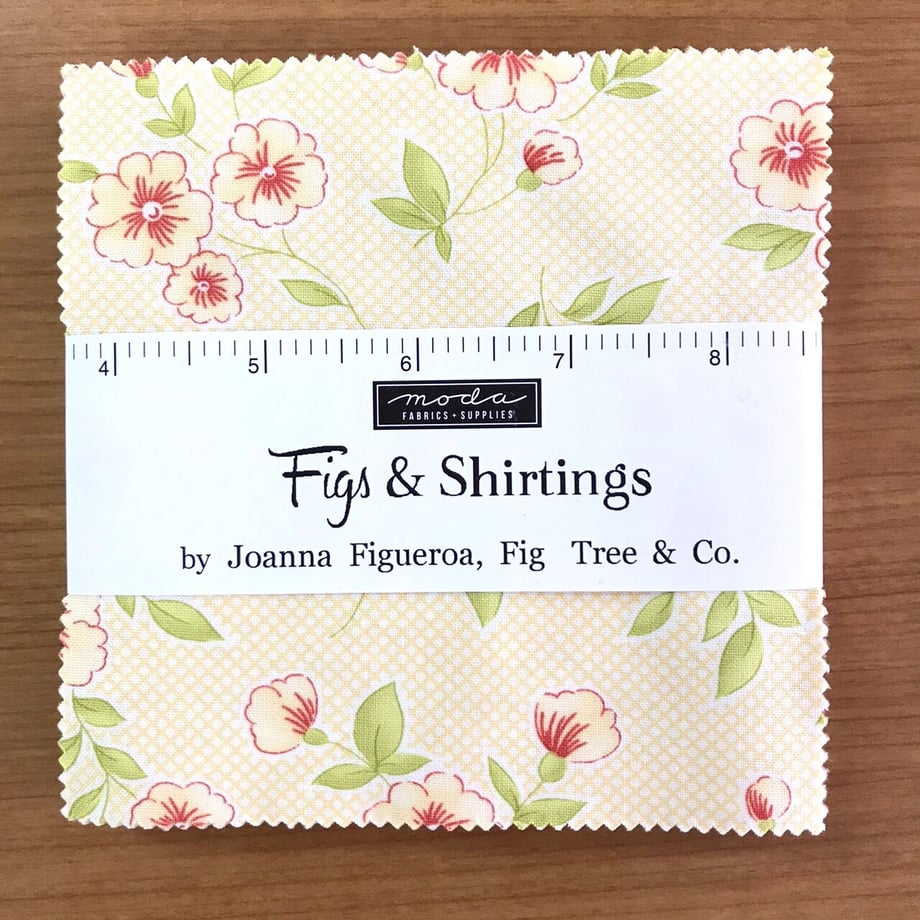 4 5 6 7 8
moda
FABRICS + SUPPLIES
Figs & Shirtings
by Joanna Figueroa, Fig Tree & Co.